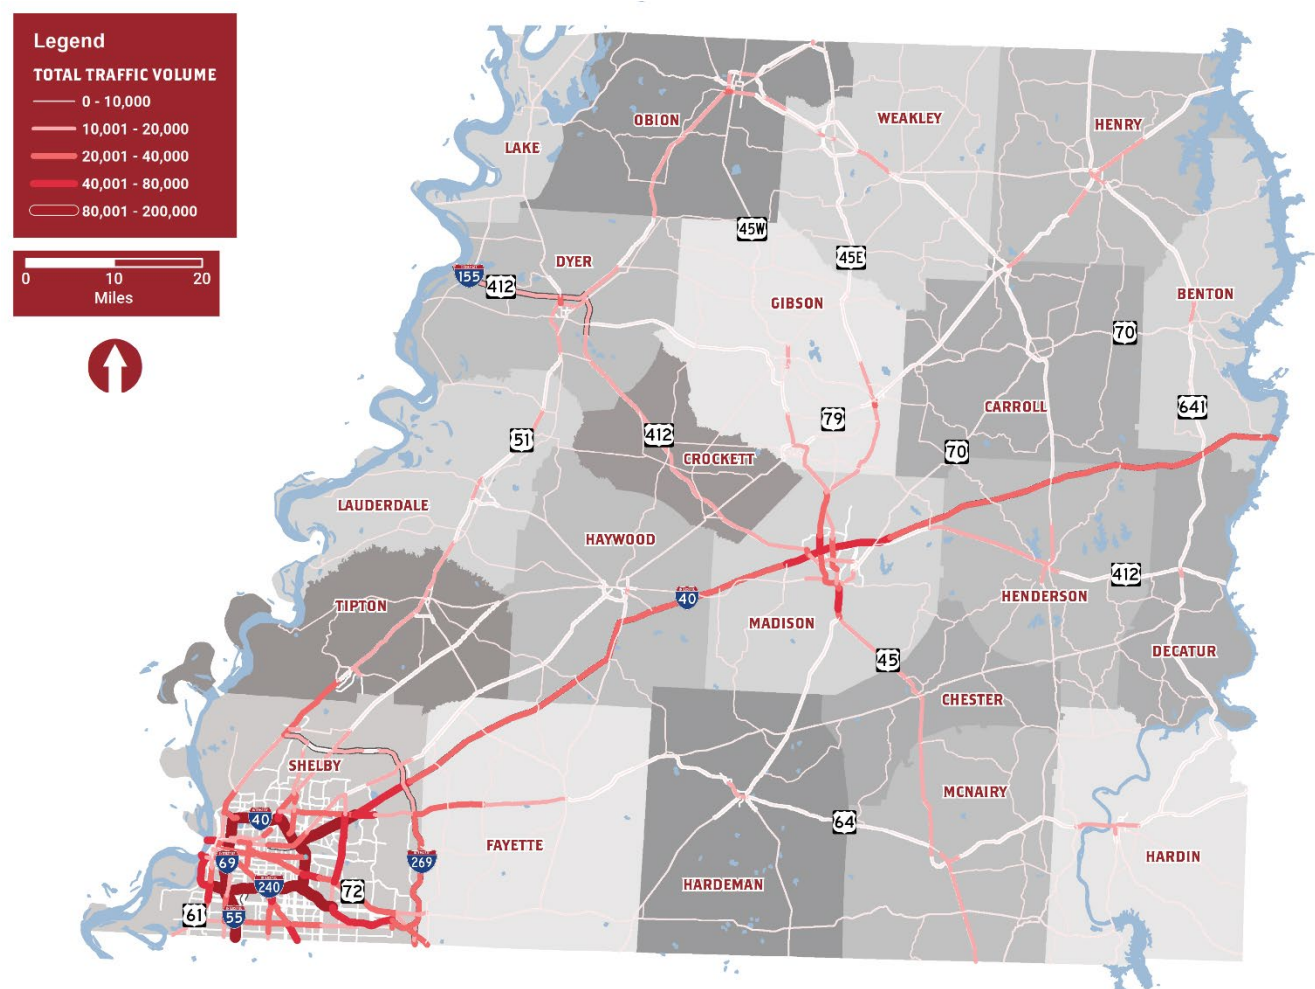 Legend
TOTAL TRAFFIC VOLUME
0 - 10,000
10,001 - 20,000
20,001 - 40,000
40,001 - 80,000
80,001 - 200,000
0 10 20
Miles
OBION
WEAKLEY
HENRY
LAKE
45W
45E
DYER
155
412
GIBSON
BENTON
70
CARROLL
641
79
51
412
CROCKETT
70
LAUDERDALE
HAYWOOD
412
TIPTON
40
HENDERSON
MADISON
45
DECATUR
CHESTER
SHELBY
MCNAIRY
40
64
FAYETTE
HARDIN
69
269
HARDEMAN
240
72
61
55